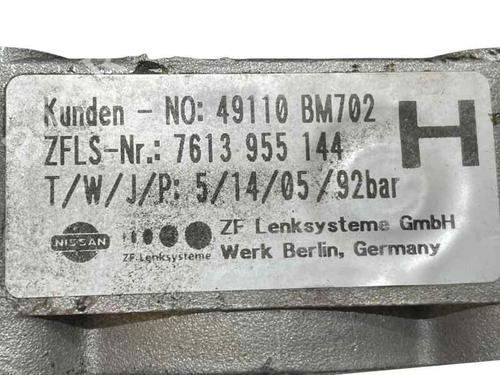 Kunden - NO: 49110 BM702
ZFLS-Nr.: 7613 955 144
T/W/J/P: 5/14/05/92bar
H
NISSAN
ZF Lenksysteme
ZF Lenksysteme GmbH
Werk Berlin, Germany